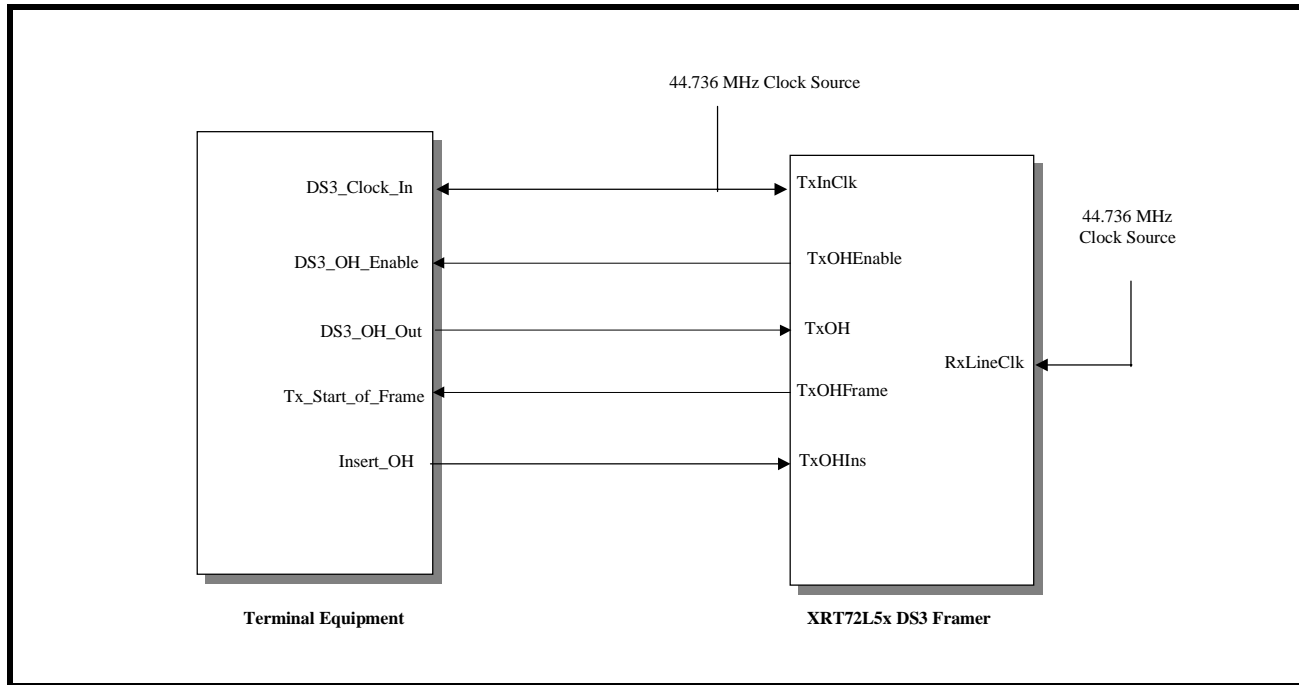 44.736 MHz Clock Source
DS3_Clock_In
TxInClk
44.736 MHz
Clock Source
DS3_OH_Enable
TxOHEnable
DS3_OH_Out
TxOH
RxLineClk
Tx_Start_of_Frame
TxOHFrame
Insert_OH
TxOHIns
Terminal Equipment
XRT72L5x DS3 Framer